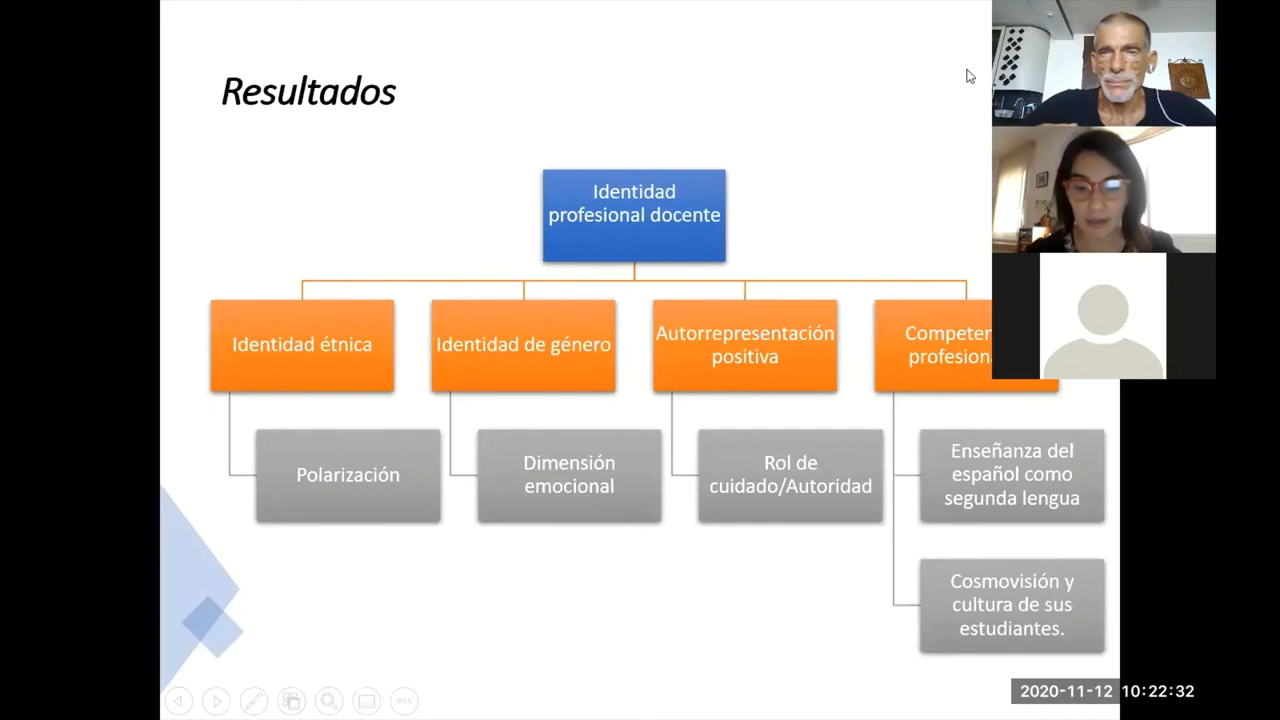 Resultados
Identidad
profesional docente
Identidad étnica
Identidad de género
Autorrepresentación
positiva
Polarización
Dimensión
emocional
Rol de
cuidado/Autoridad
Enseñanza del
español como
segunda lengua
Cosmovisión y
cultura de sus
estudiantes.
2020-11-12 10:22:32